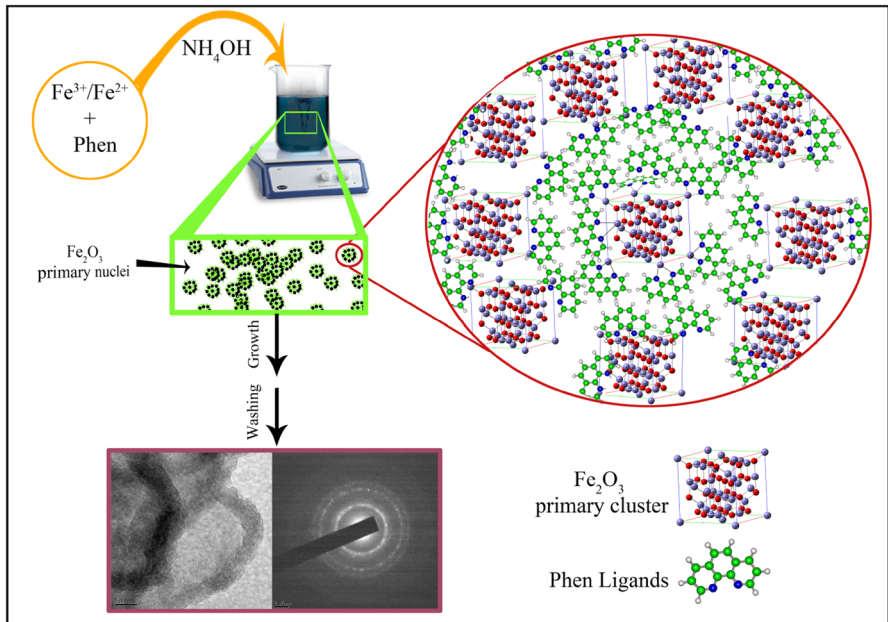 NH₄OH
Fe³⁺/Fe²⁺
+
Phen
Fe₂O₃
primary nuclei
Growth
Washing
Fe₂O₃
primary cluster
Phen Ligands